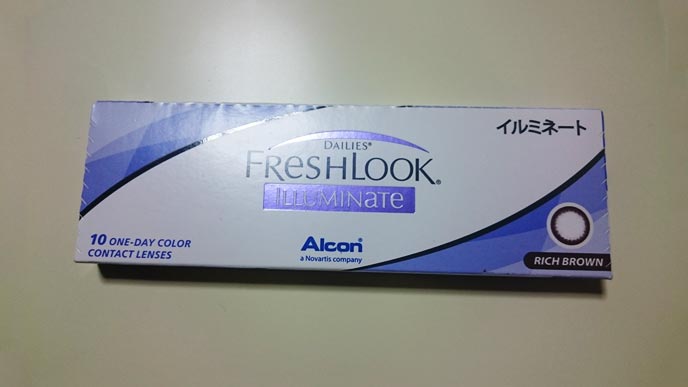 イルミネート
DAILIES®
FRESHLOOK®
ILLUMINATE
10 ONE-DAY COLOR
CONTACT LENSES
Alcon®
a Novartis company
RICH BROWN